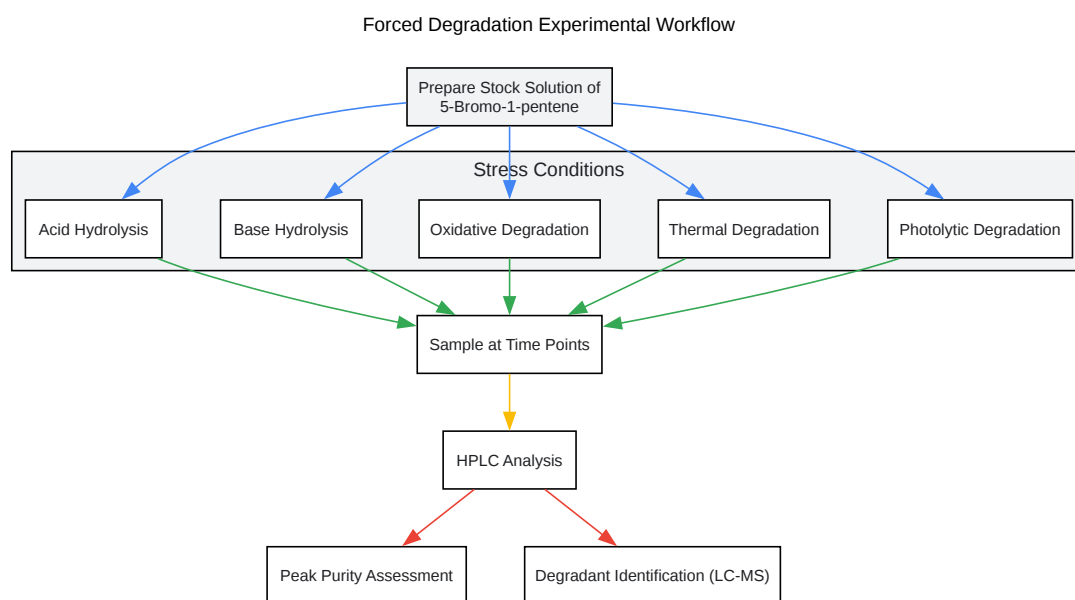 Forced Degradation Experimental Workflow
Prepare Stock Solution of
5-Bromo-1-pentene
Stress Conditions
Acid Hydrolysis
Base Hydrolysis
Oxidative Degradation
Thermal Degradation
Photolytic Degradation
Sample at Time Points
HPLC Analysis
Peak Purity Assessment
Degradant Identification (LC-MS)